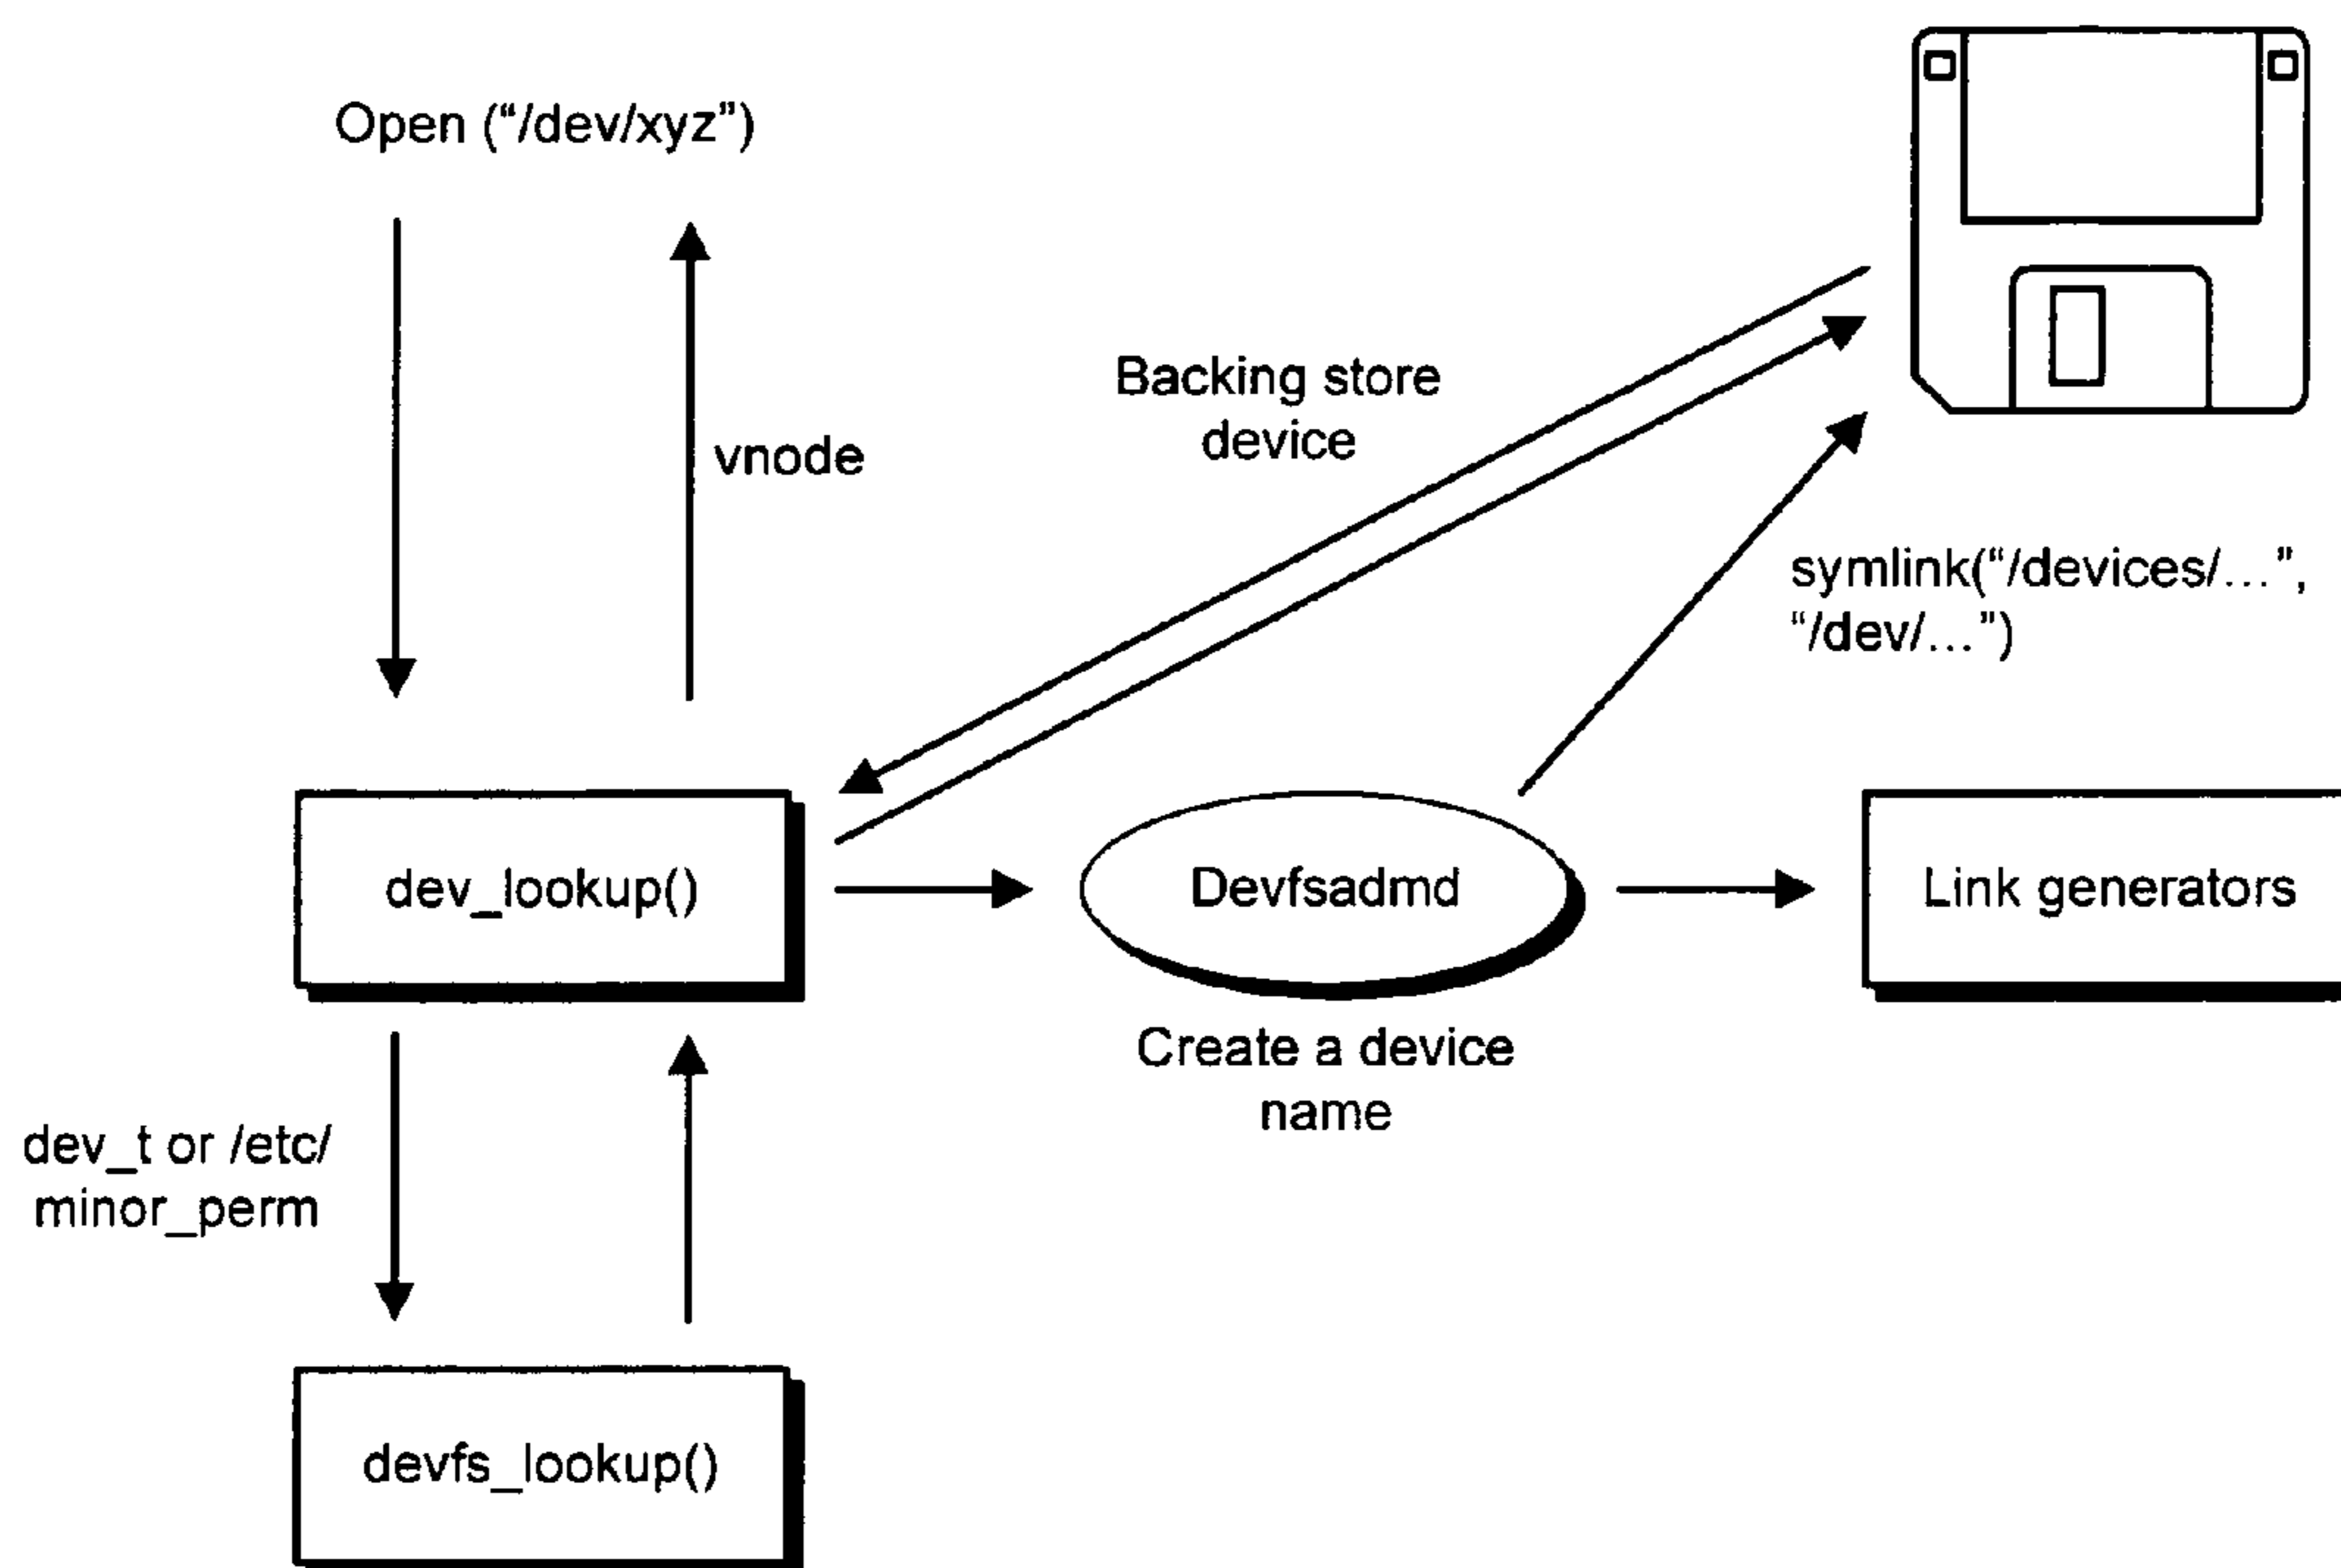 Open (“/dev/xyz”)
vnode
Backing store
device
symlink(“/devices/...”,
“/dev/...”)
dev_lookup()
Devfsadmd
Link generators
Create a device
name
dev_t or /etc/
minor_perm
devfs_lookup()